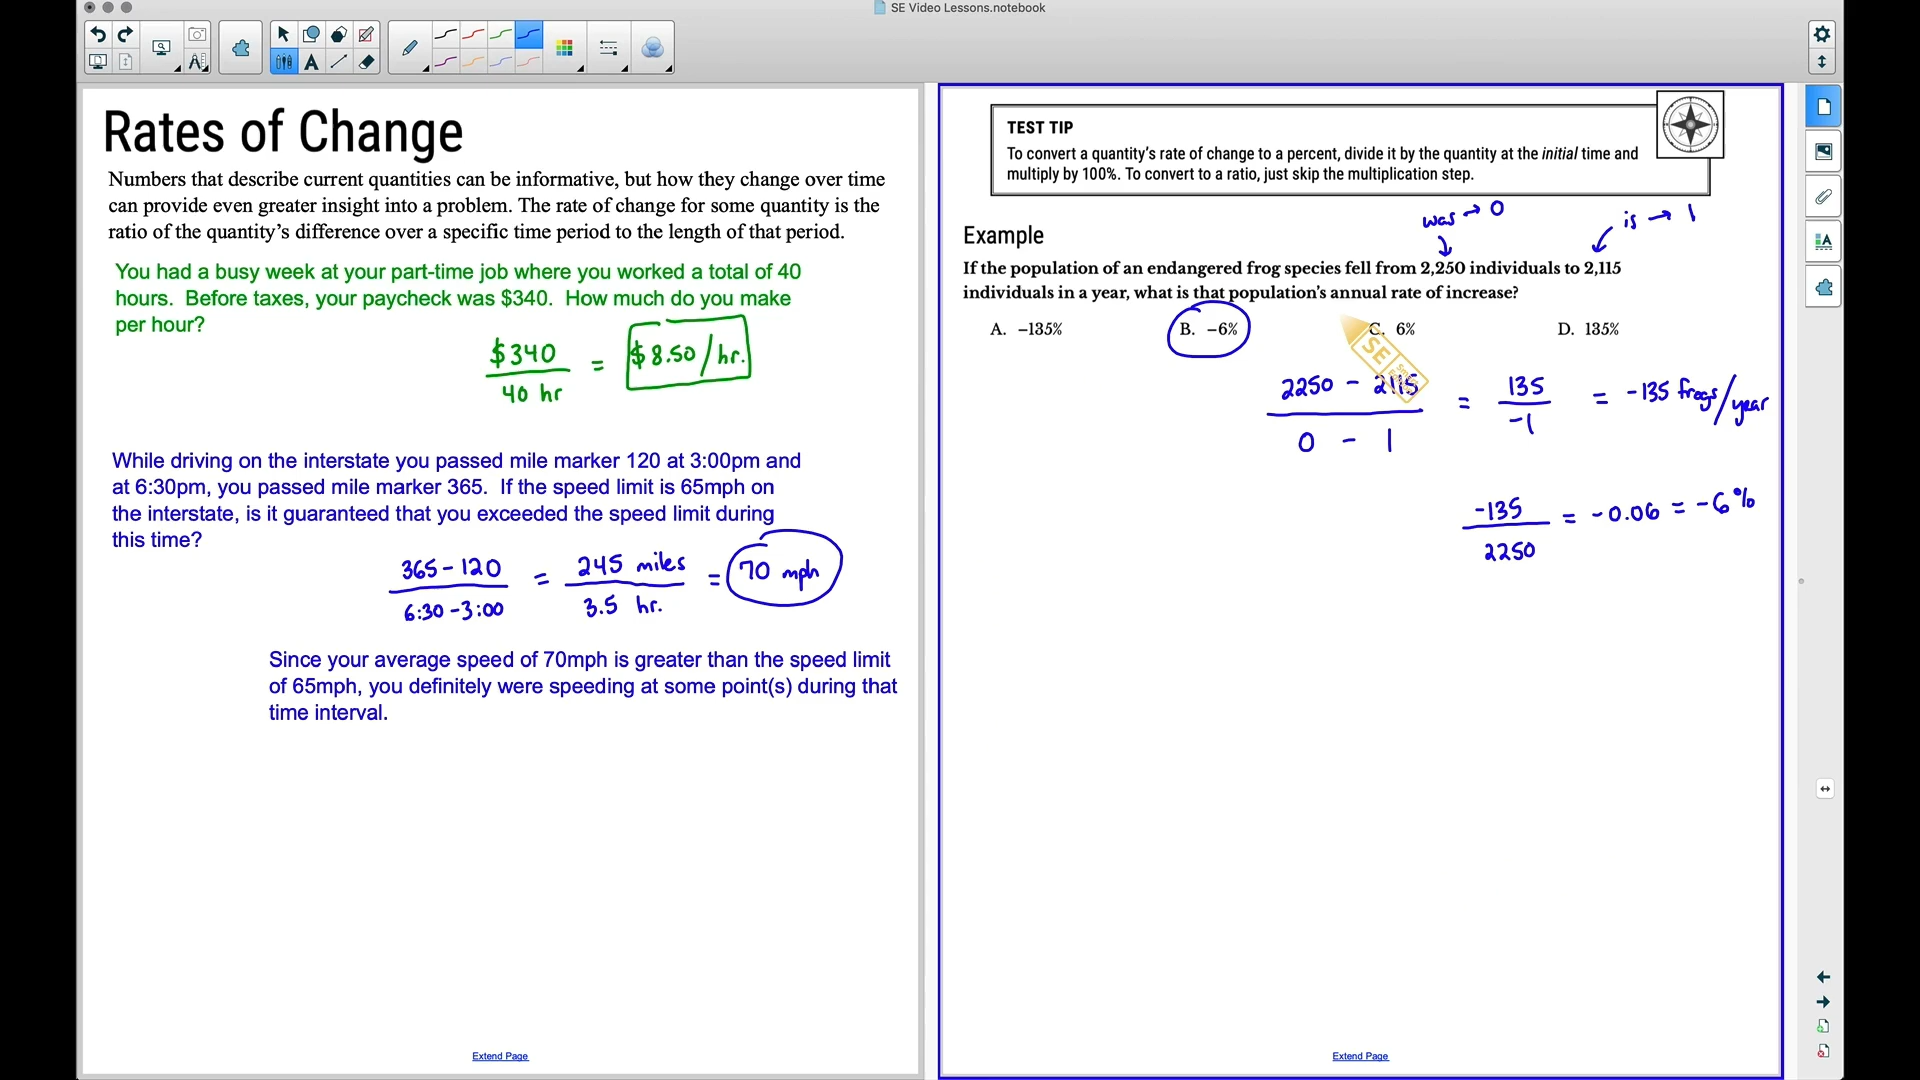 SE Video Lessons.notebook
Rates of Change
Numbers that describe current quantities can be informative, but how they change over time
can provide even greater insight into a problem. The rate of change for some quantity is the
ratio of the quantity's difference over a specific time period to the length of that period.
You had a busy week at your part-time job where you worked a total of 40
hours.  Before taxes, your paycheck was $340.  How much do you make
per hour?
$340
40 hr
= $8.50/hr.
While driving on the interstate you passed mile marker 120 at 3:00pm and
at 6:30pm, you passed mile marker 365.  If the speed limit is 65mph on
the interstate, is it guaranteed that you exceeded the speed limit during
this time?
365-120 = 245 miles = 70 mph
6:30-3:00 3.5 hr.
Since your average speed of 70mph is greater than the speed limit
of 65mph, you definitely were speeding at some point(s) during that
time interval.
Extend Page
TEST TIP
To convert a quantity's rate of change to a percent, divide it by the quantity at the initial time and
multiply by 100%. To convert to a ratio, just skip the multiplication step.
was → 0
is → 1
Example
If the population of an endangered frog species fell from 2,250 individuals to 2,115
individuals in a year, what is that population's annual rate of increase?
A. –135%
B. –6%
C. 6%
D. 135%
SE
2250 - 2115 = 135 = -135 frogs/year
0 - 1 -1
-135 = -0.06 = -6%
2250
Extend Page